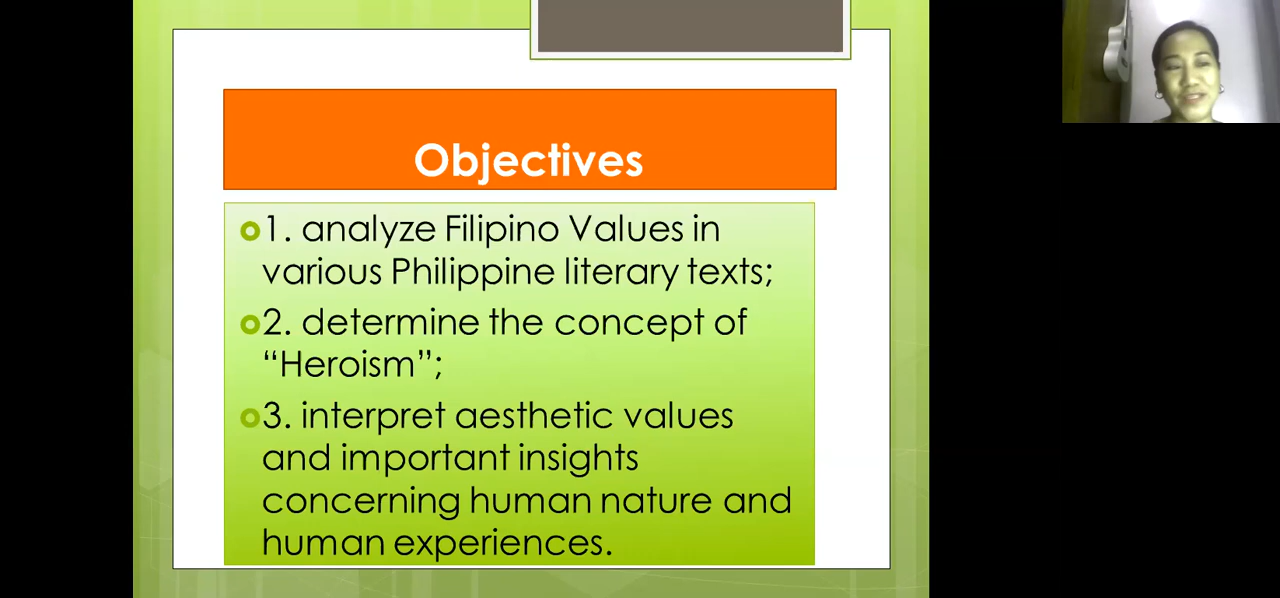 Objectives
1. analyze Filipino Values in
various Philippine literary texts;
2. determine the concept of
“Heroism”;
3. interpret aesthetic values
and important insights
concerning human nature and
human experiences.